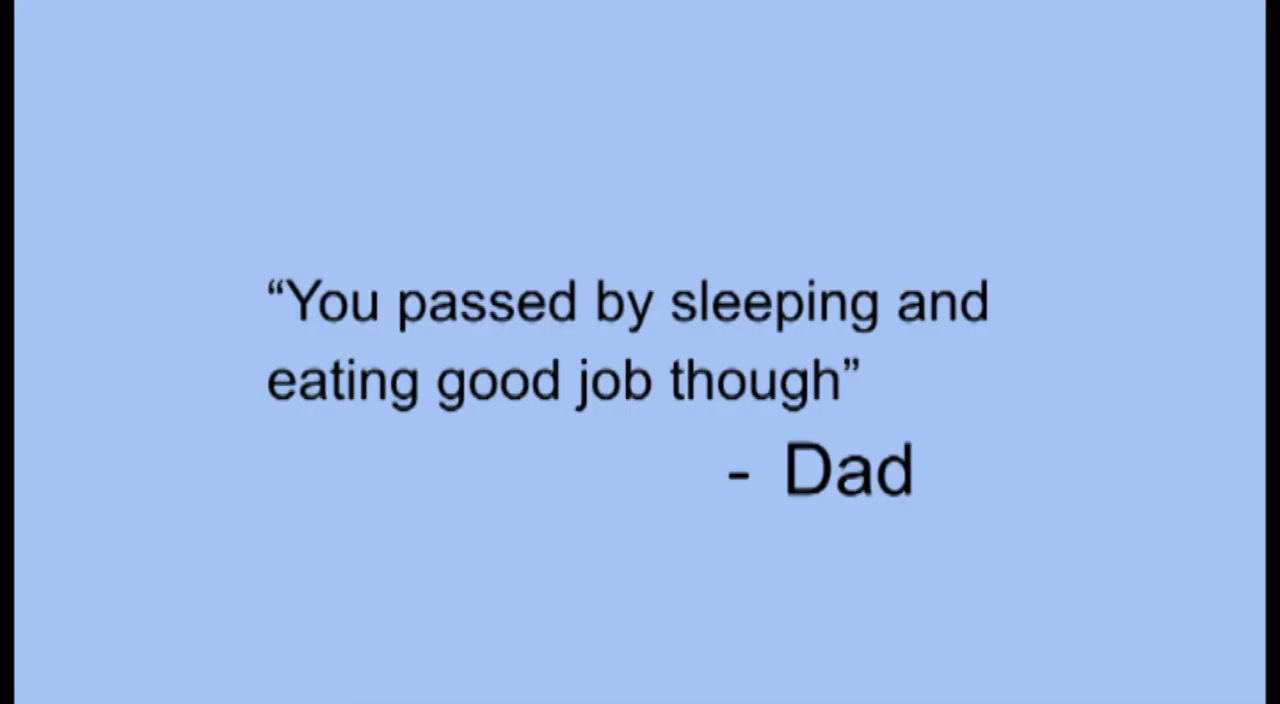 “You passed by sleeping and
eating good job though”
- Dad